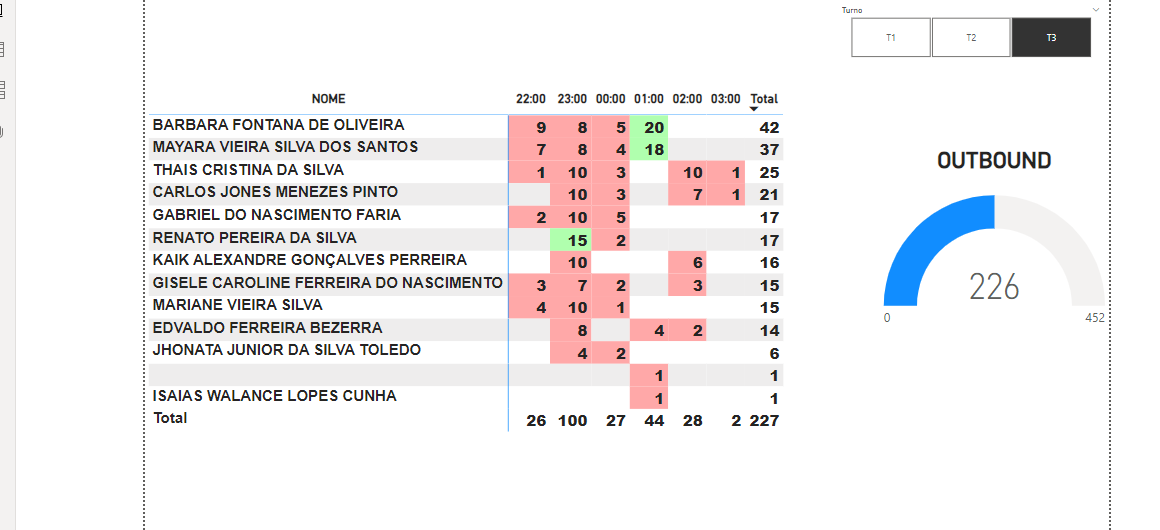 Turno
T1 T2 T3
NOME 22:00 23:00 00:00 01:00 02:00 03:00 Total
BARBARA FONTANA DE OLIVEIRA 9 8 5 20 42
MAYARA VIEIRA SILVA DOS SANTOS 7 8 4 18 37
THAIS CRISTINA DA SILVA 1 10 3 10 1 25
CARLOS JONES MENEZES PINTO 10 3 7 1 21
GABRIEL DO NASCIMENTO FARIA 2 10 5 17
RENATO PEREIRA DA SILVA 15 2 17
KAIK ALEXANDRE GONÇALVES PERREIRA 10 6 16
GISELE CAROLINE FERREIRA DO NASCIMENTO 3 7 2 3 15
MARIANE VIEIRA SILVA 4 10 1 15
EDVALDO FERREIRA BEZERRA 8 4 2 14
JHONATA JUNIOR DA SILVA TOLEDO 4 2 6
1 1
ISAIAS WALANCE LOPES CUNHA 1 1
Total 26 100 27 44 28 2 227
OUTBOUND
226
0 452